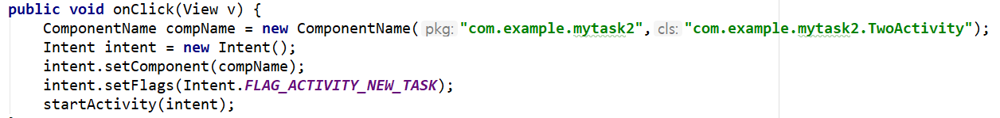 public void onClick(View v) {
ComponentName compName = new ComponentName( pkg: "com.example.mytask2", cls: "com.example.mytask2.TwoActivity");
Intent intent = new Intent();
intent.setComponent(compName);
intent.setFlags(Intent.FLAG_ACTIVITY_NEW_TASK);
startActivity(intent);